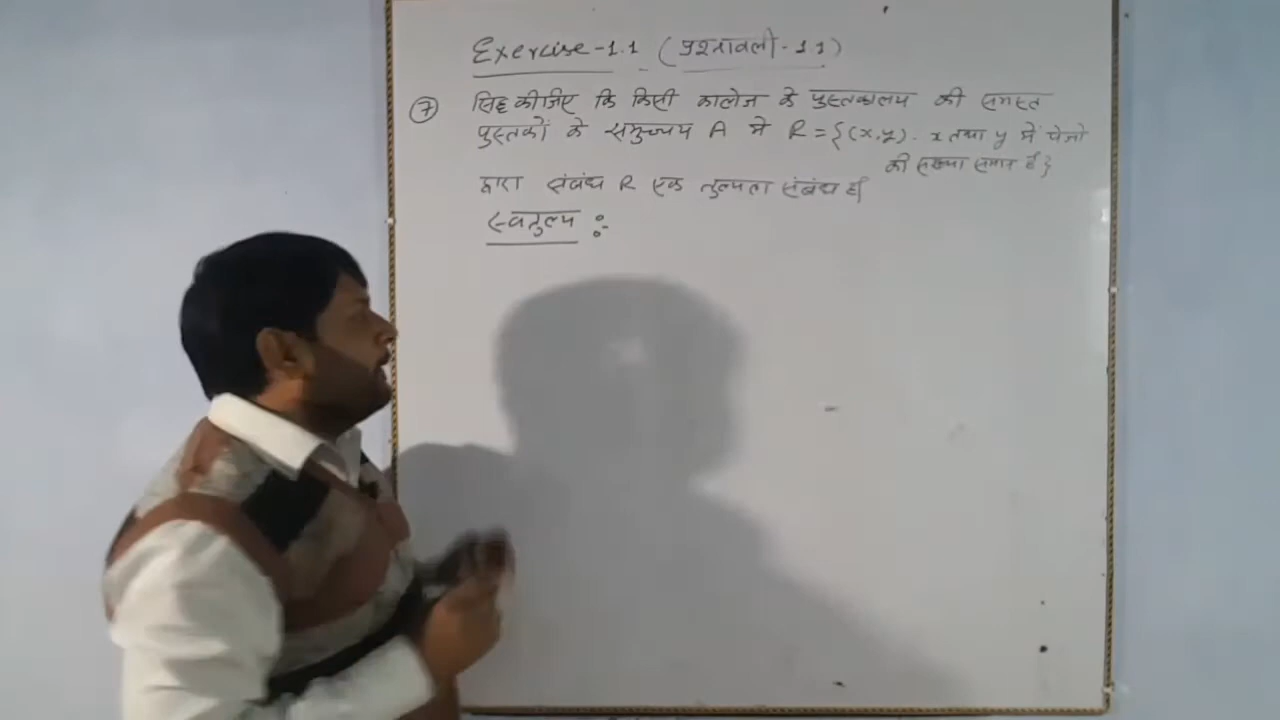 Exercise-1.1 (प्रश्नावली-1.1)
⑦ सिद्ध कीजिए कि किसी कालेज के पुस्तकालय की समस्त
पुस्तकों के समुच्चय A में R = {(x,y): x तथा y में पेजों
की संख्या समान है}
द्वारा संबंध R एक तुल्यता संबंध है।
स्वतुल्य :-